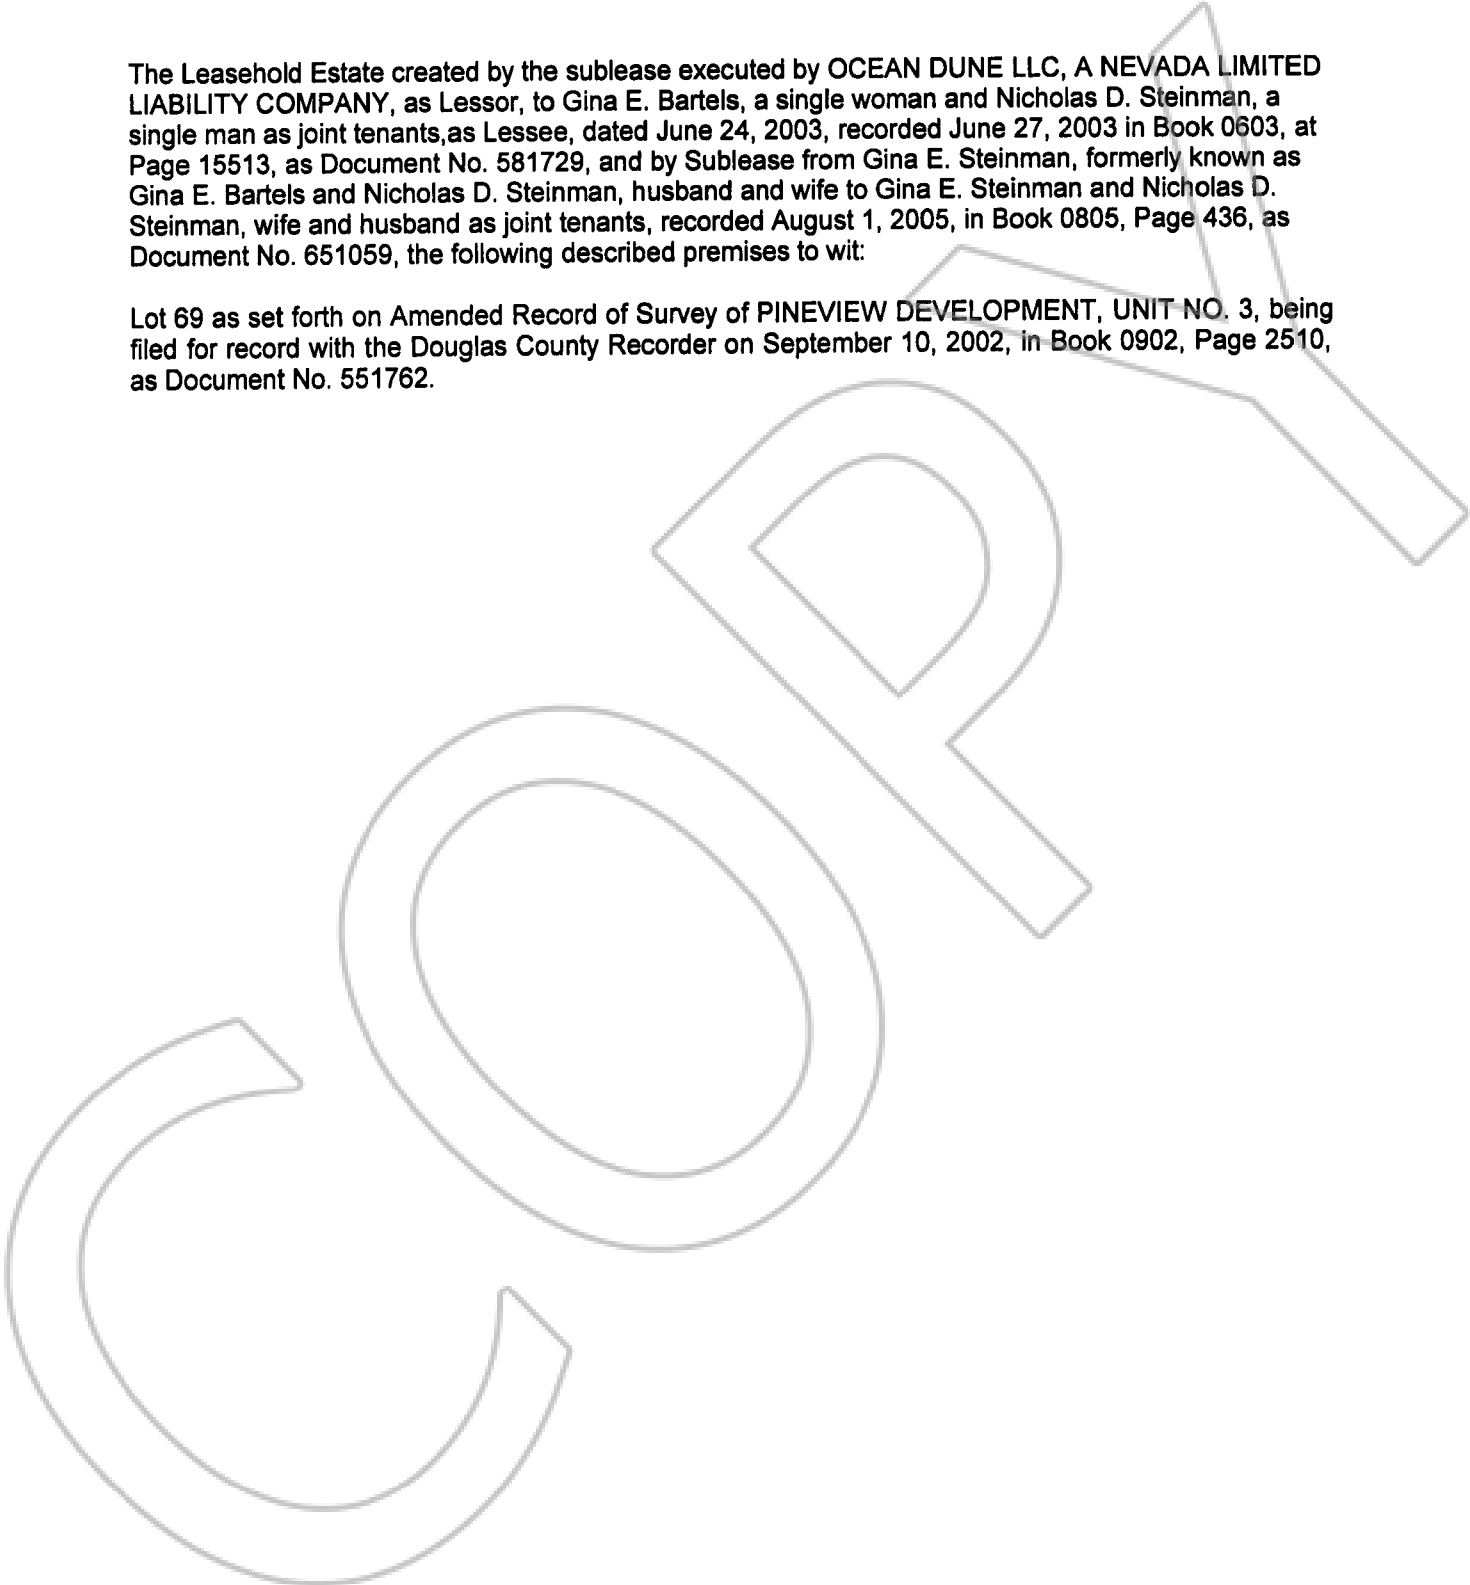 The Leasehold Estate created by the sublease executed by OCEAN DUNE LLC, A NEVADA LIMITED
LIABILITY COMPANY, as Lessor, to Gina E. Bartels, a single woman and Nicholas D. Steinman, a
single man as joint tenants,as Lessee, dated June 24, 2003, recorded June 27, 2003 in Book 0603, at
Page 15513, as Document No. 581729, and by Sublease from Gina E. Steinman, formerly known as
Gina E. Bartels and Nicholas D. Steinman, husband and wife to Gina E. Steinman and Nicholas D.
Steinman, wife and husband as joint tenants, recorded August 1, 2005, in Book 0805, Page 436, as
Document No. 651059, the following described premises to wit:
Lot 69 as set forth on Amended Record of Survey of PINEVIEW DEVELOPMENT, UNIT NO. 3, being
filed for record with the Douglas County Recorder on September 10, 2002, in Book 0902, Page 2510,
as Document No. 551762.
COPY